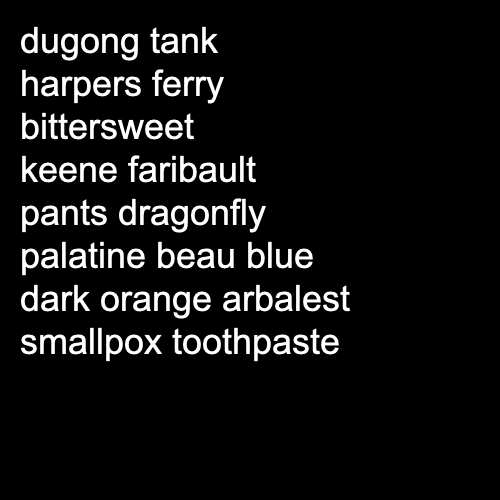 dugong tank
harpers ferry
bittersweet
keene faribault
pants dragonfly
palatine beau blue
dark orange arbalest
smallpox toothpaste